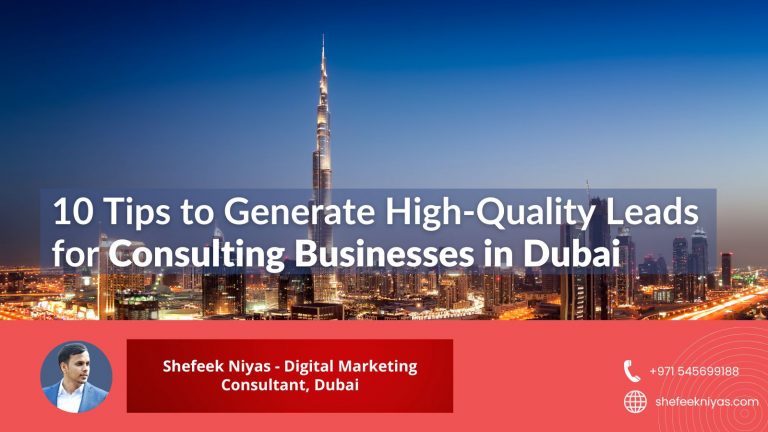 10 Tips to Generate High-Quality Leads
for Consulting Businesses in Dubai
Shefeek Niyas - Digital Marketing
Consultant, Dubai
+971 545699188
shefeekniyas.com